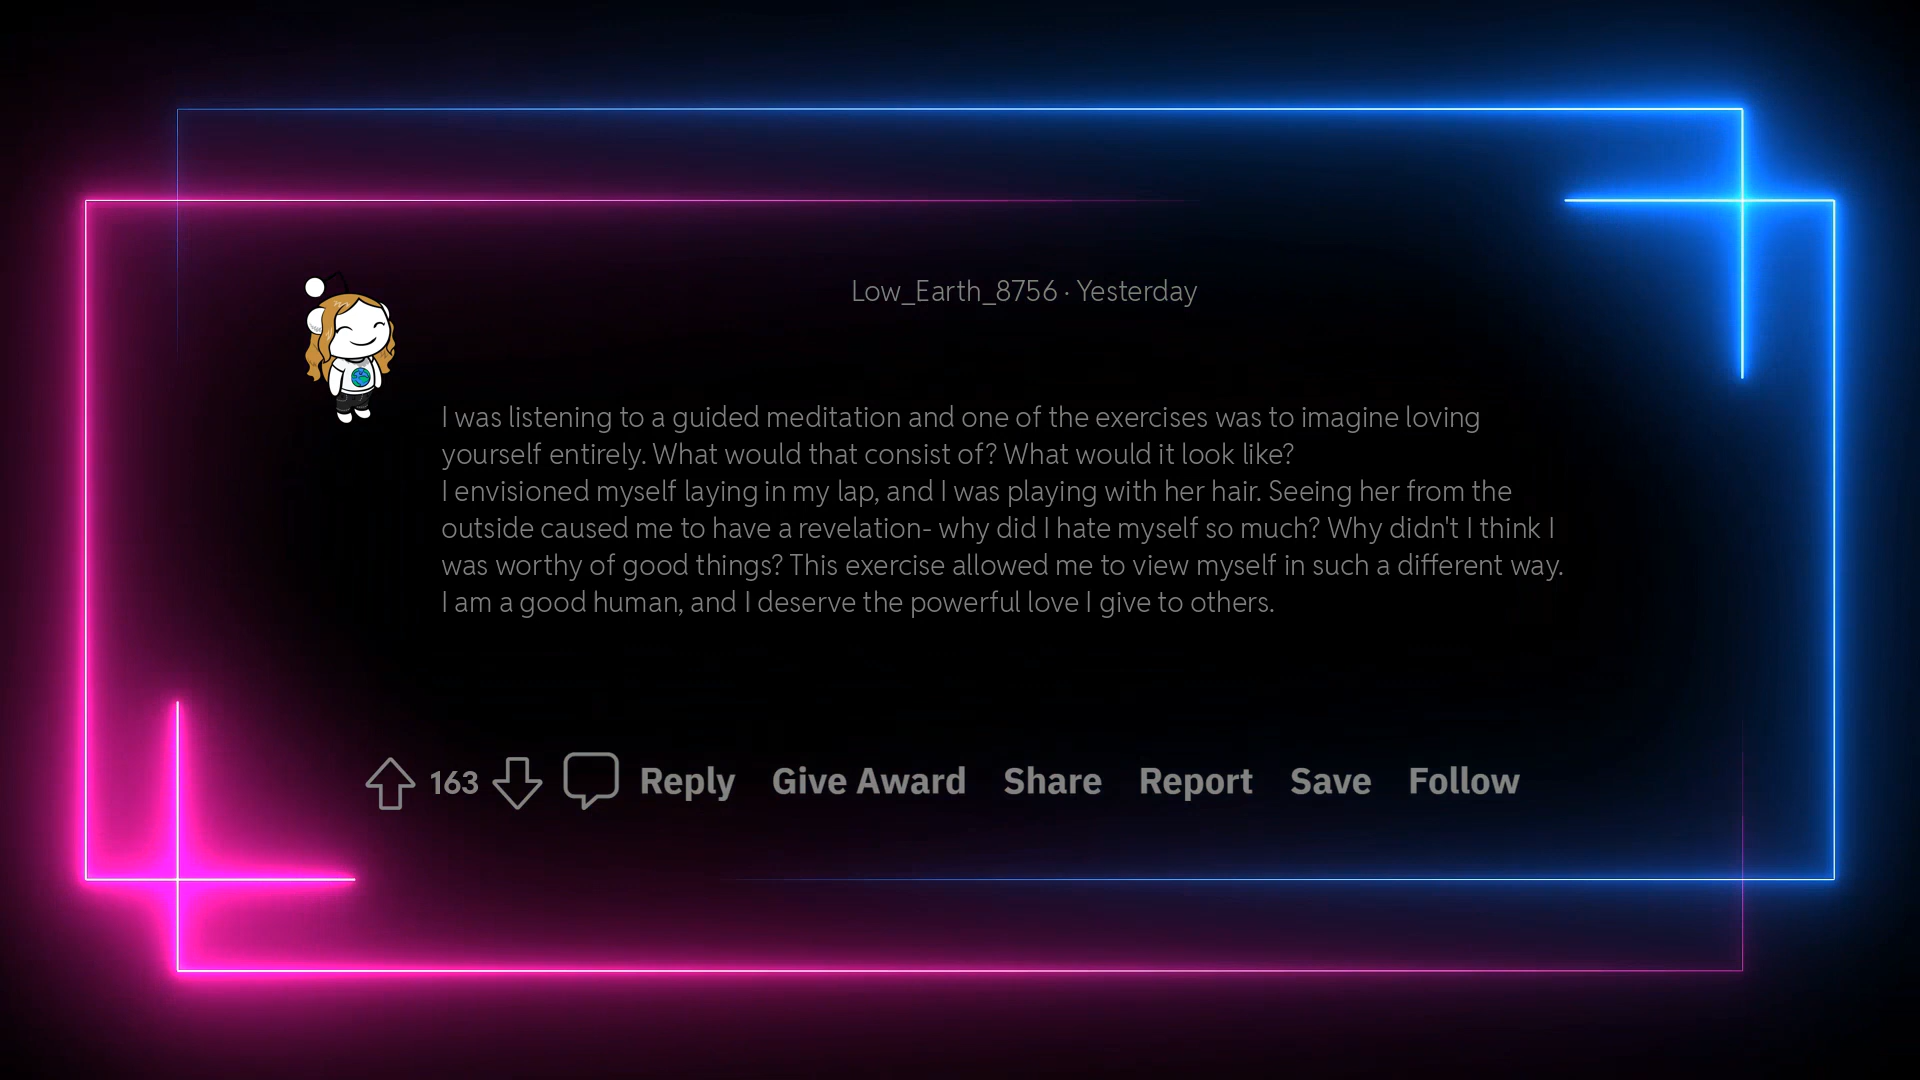 Low_Earth_8756 · Yesterday
I was listening to a guided meditation and one of the exercises was to imagine loving
yourself entirely. What would that consist of? What would it look like?
I envisioned myself laying in my lap, and I was playing with her hair. Seeing her from the
outside caused me to have a revelation- why did I hate myself so much? Why didn't I think I
was worthy of good things? This exercise allowed me to view myself in such a different way.
I am a good human, and I deserve the powerful love I give to others.
163 Reply Give Award Share Report Save Follow